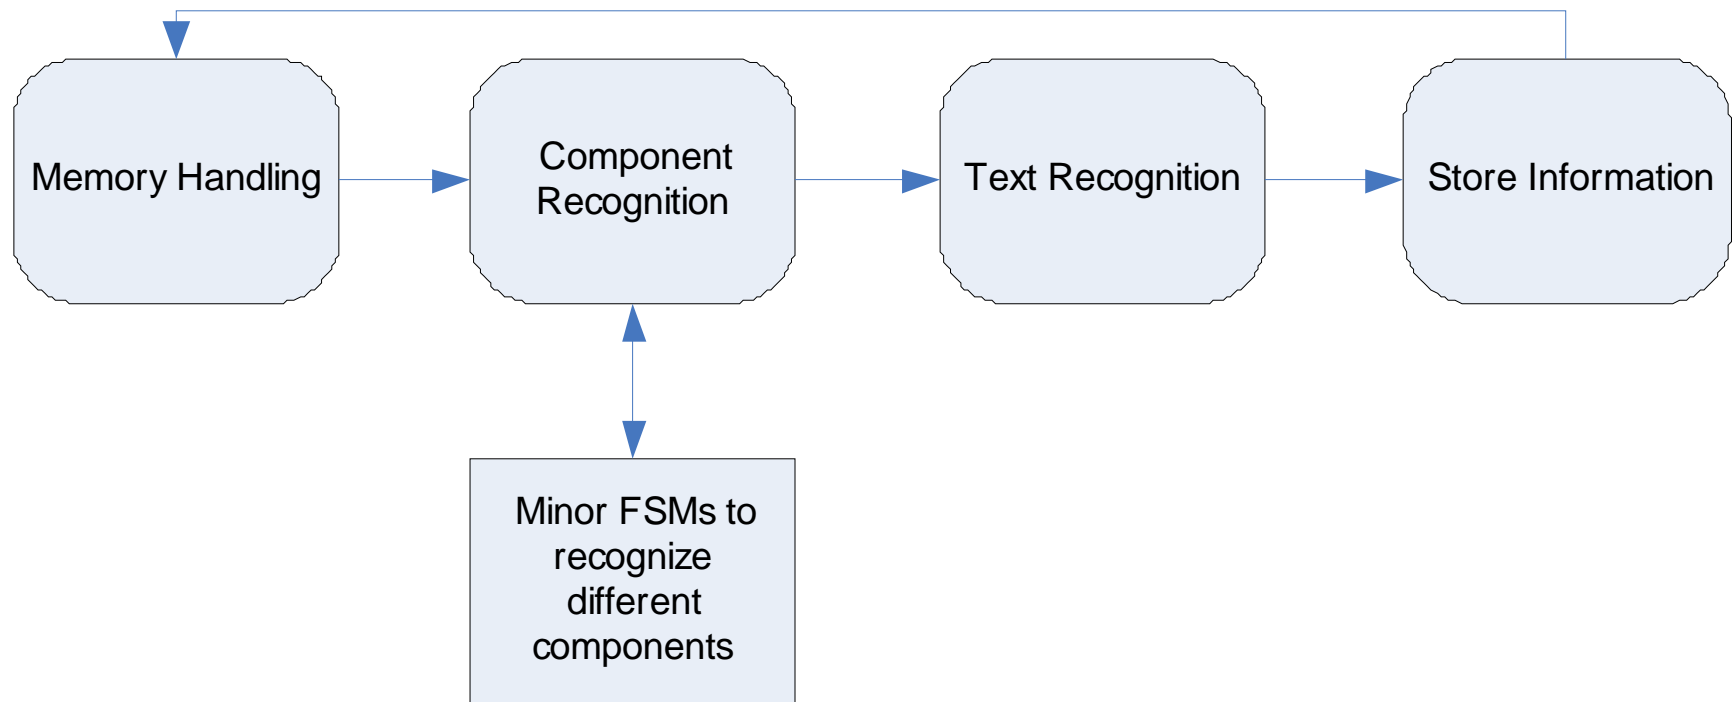 Memory Handling
Component
Recognition
Text Recognition
Store Information
Minor FSMs to
recognize
different
components